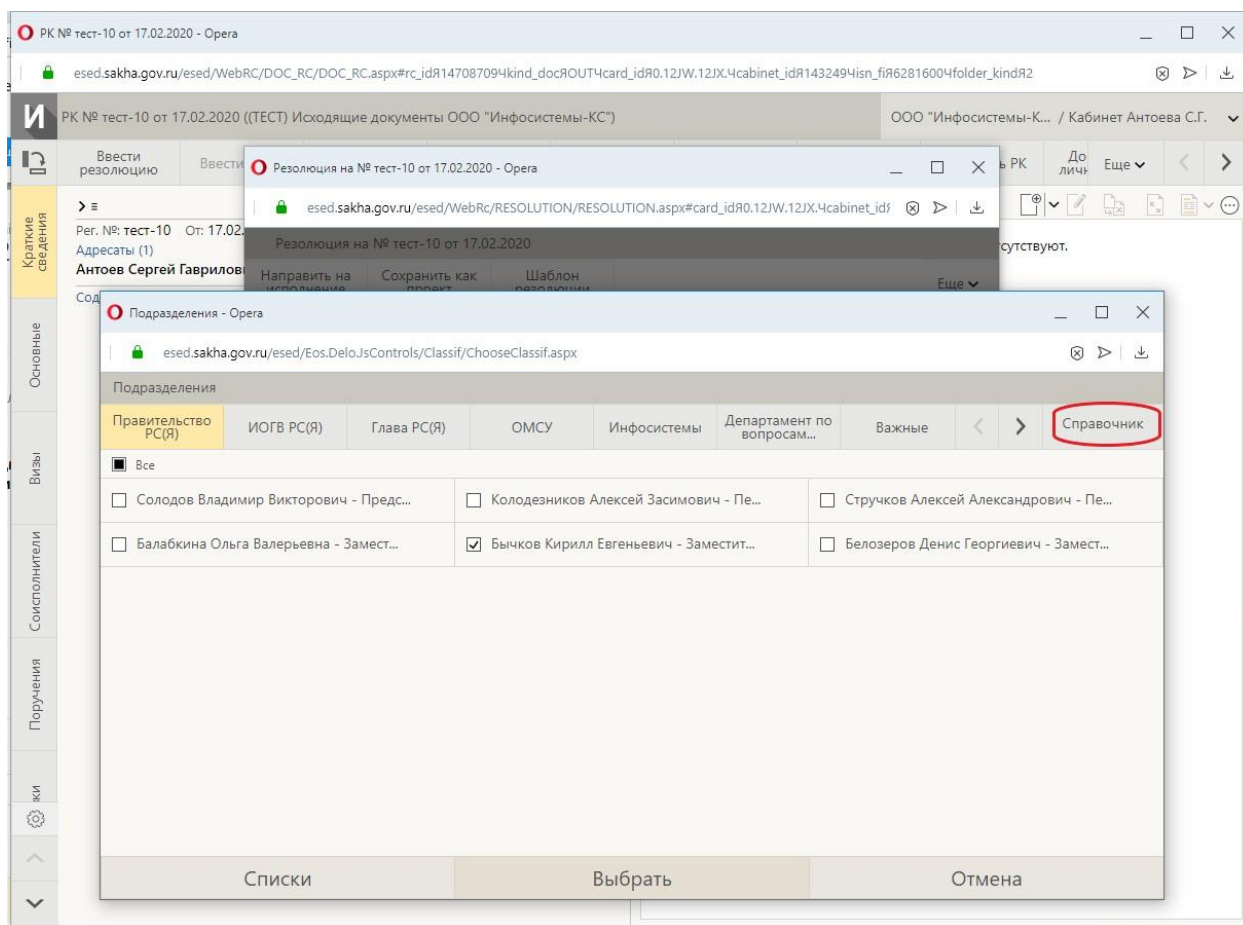 РК № тест-10 от 17.02.2020 - Opera
esed.sakha.gov.ru/esed/WebRC/DOC_RC/DOC_RC.aspx#rc_idЯ14708709Чkind_docЯOUTЧcard_idЯ0.12JW.12JX.Чcabinet_idЯ143249Чisn_fiЯ6281600Чfolder_kindЯ2
И
РК № тест-10 от 17.02.2020 ((ТЕСТ) Исходящие документы ООО "Инфосистемы-КС")
ООО "Инфосистемы-К... / Кабинет Антоева С.Г.
Ввести
резолюцию
Ввести
РК
До
личн
Еще
Краткие
сведения
Основные
Визы
Соисполнители
Поручения
Рег. №: тест-10 От: 17.02.
Адресаты (1)
Антоев Сергей Гаврилов
Сод
сутствуют.
Резолюция на № тест-10 от 17.02.2020 - Opera
esed.sakha.gov.ru/esed/WebRc/RESOLUTION/RESOLUTION.aspx#card_idЯ0.12JW.12JX.Чcabinet_idЯ
Резолюция на № тест-10 от 17.02.2020
Направить на
исполнение
Сохранить как
проект
Шаблон
резолюции
Еще
Подразделения - Opera
esed.sakha.gov.ru/esed/Eos.Delo.JsControls/Classif/ChooseClassif.aspx
Подразделения
Правительство
РС(Я)
ИОГВ РС(Я)
Глава РС(Я)
ОМСУ
Инфосистемы
Департамент по
вопросам...
Важные
Справочник
Все
Солодов Владимир Викторович - Предс...
Колодезников Алексей Засимович - Пе...
Стручков Алексей Александрович - Пе...
Балабкина Ольга Валерьевна - Замест...
Бычков Кирилл Евгеньевич - Заместит...
Белозеров Денис Георгиевич - Замест...
Списки
Выбрать
Отмена